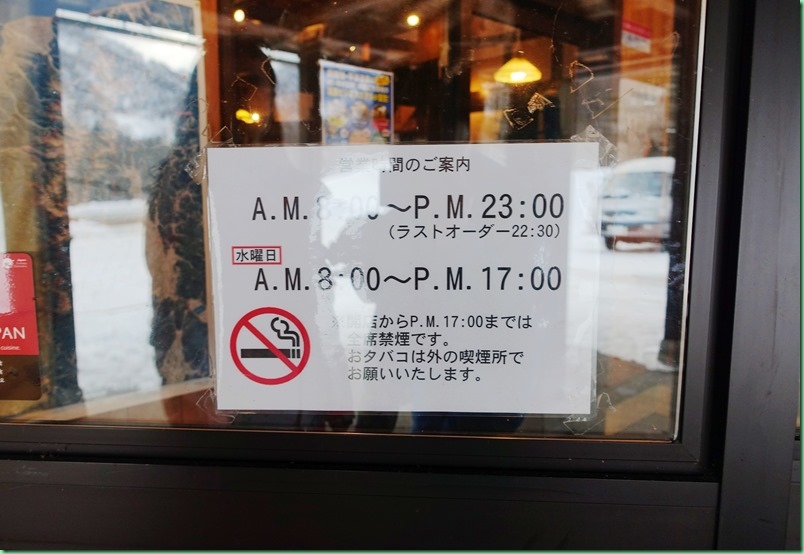 営業時間のご案内
A.M.8:00～P.M.23:00
(ラストオーダー22:30)
水曜日
A.M.8:00～P.M.17:00
※開店からP.M.17:00までは
全席禁煙です。
おタバコは外の喫煙所で
お願いいたします。
PAN
cuisine.